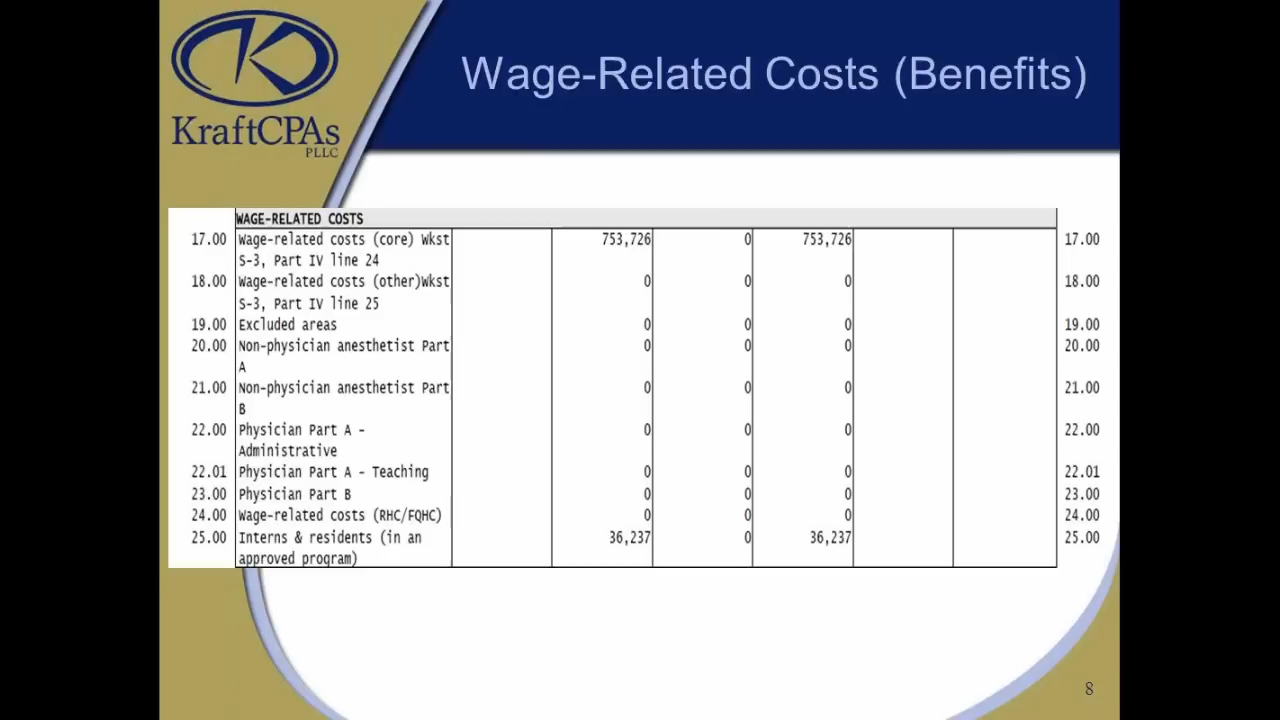 Wage-Related Costs (Benefits)
KraftCPAs
PLLC
WAGE-RELATED COSTS
17.00 Wage-related costs (core) Wkst 753,726 0 753,726 17.00
S-3, Part IV line 24
18.00 Wage-related costs (other)Wkst 0 0 0 18.00
S-3, Part IV line 25
19.00 Excluded areas 0 0 0 19.00
20.00 Non-physician anesthetist Part 0 0 0 20.00
A
21.00 Non-physician anesthetist Part 0 0 0 21.00
B
22.00 Physician Part A - 0 0 0 22.00
Administrative
22.01 Physician Part A - Teaching 0 0 0 22.01
23.00 Physician Part B 0 0 0 23.00
24.00 Wage-related costs (RHC/FQHC) 0 0 0 24.00
25.00 Interns & residents (in an 36,237 0 36,237 25.00
approved program)
8